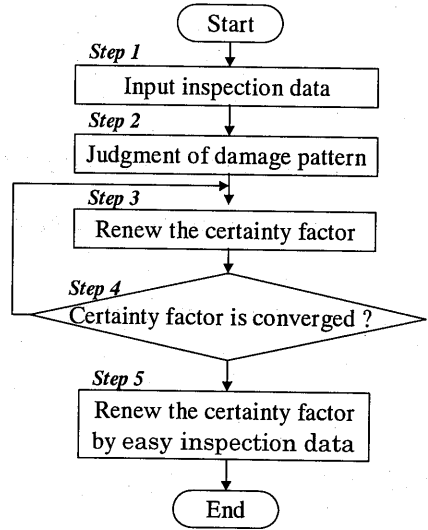 Start
Step 1
Input inspection data
Step 2
Judgment of damage pattern
Step 3
Renew the certainty factor
Step 4
Certainty factor is converged ?
Step 5
Renew the certainty factor
by easy inspection data
End